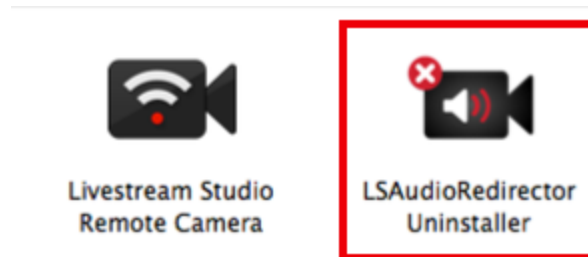 Livestream Studio
Remote Camera
LSAudioRedirector
Uninstaller